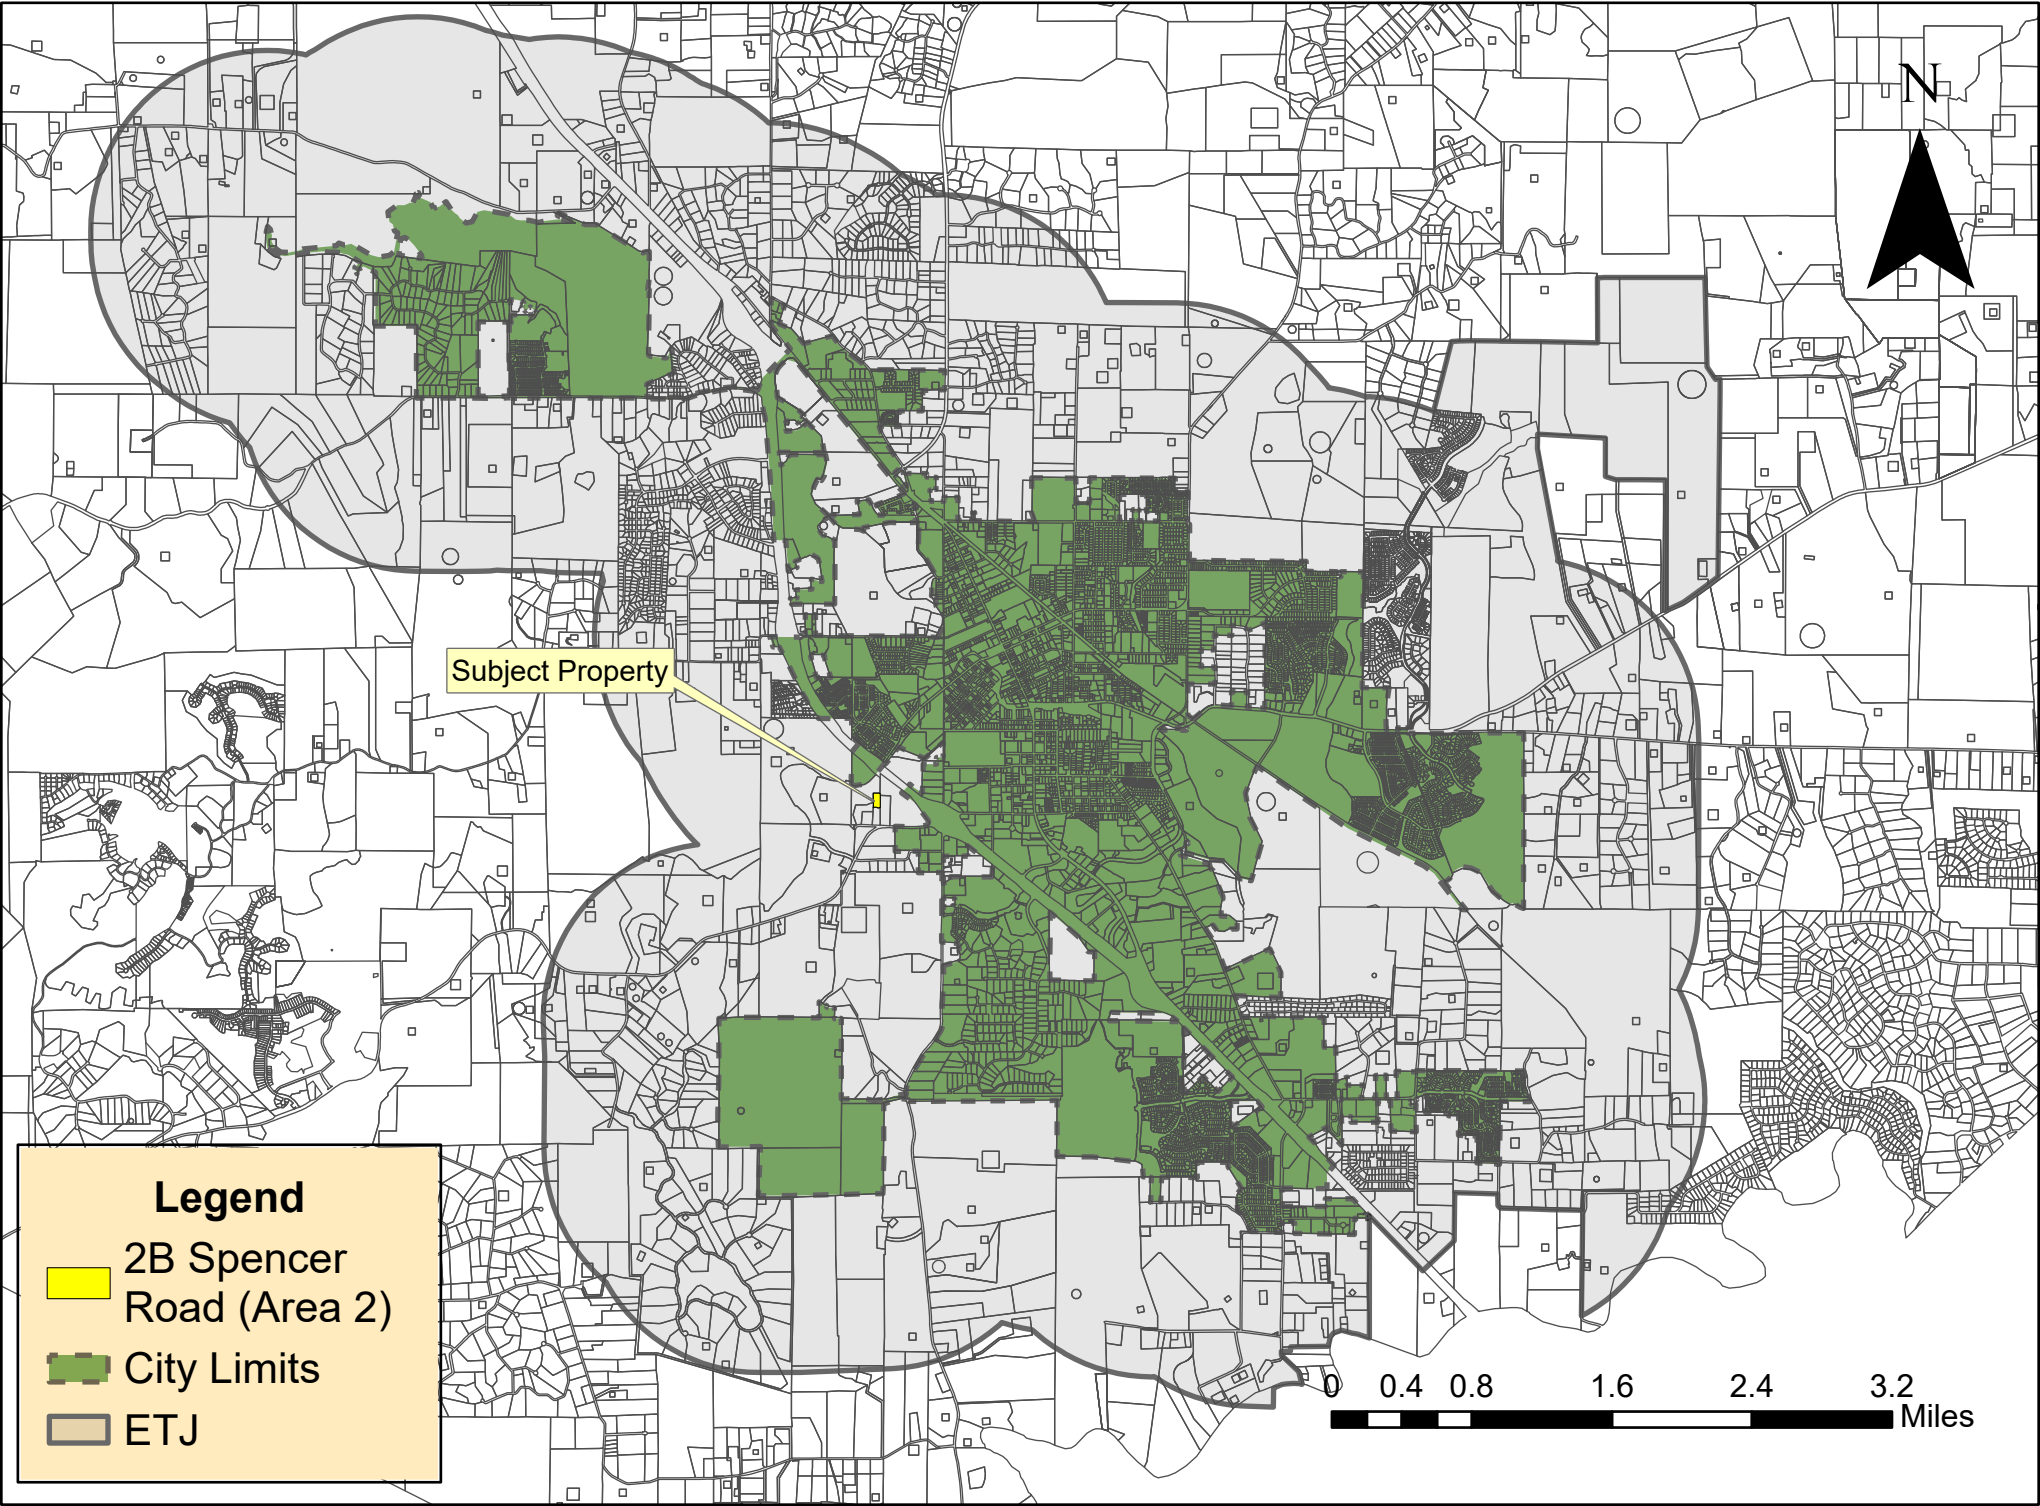 N
Subject Property
Legend
2B Spencer
Road (Area 2)
City Limits
ETJ
0 0.4 0.8 1.6 2.4 3.2
Miles